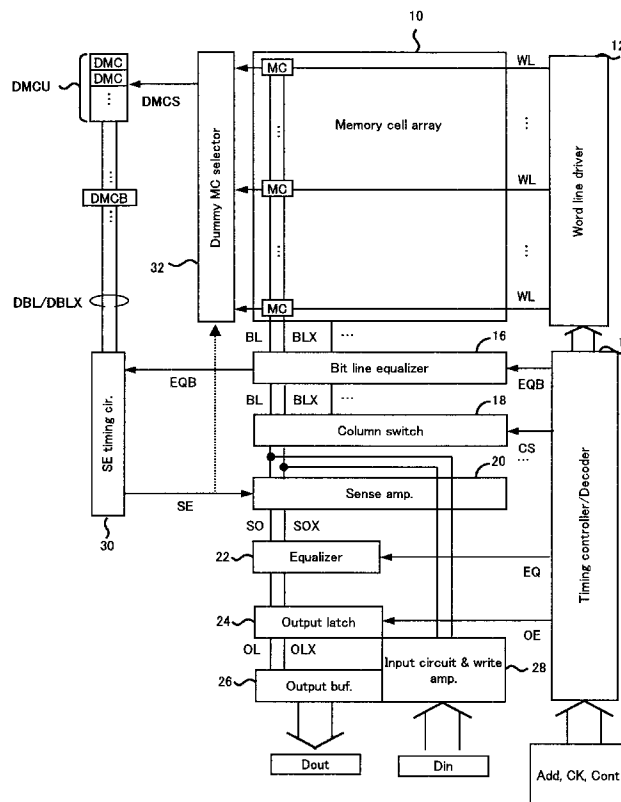 10
12
DMC
DMC
⋮
DMCU
DMCS
MC
WL
Memory cell array
⋮
⋮
Dummy MC selector
Word line driver
DMCB
⋮
⋮
MC
WL
32
⋮
⋮
DBL/DBLX
MC
WL
BL
BLX
...
16
1
EQB
Bit line equalizer
EQB
BL
BLX
...
18
SE timing cir.
Column switch
CS
...
20
SE
Sense amp.
30
SO
SOX
Timing controller/Decoder
22
Equalizer
EQ
24
Output latch
OE
OL
OLX
Input circuit & write amp.
28
26
Output buf.
Dout
Din
Add, CK, Cont